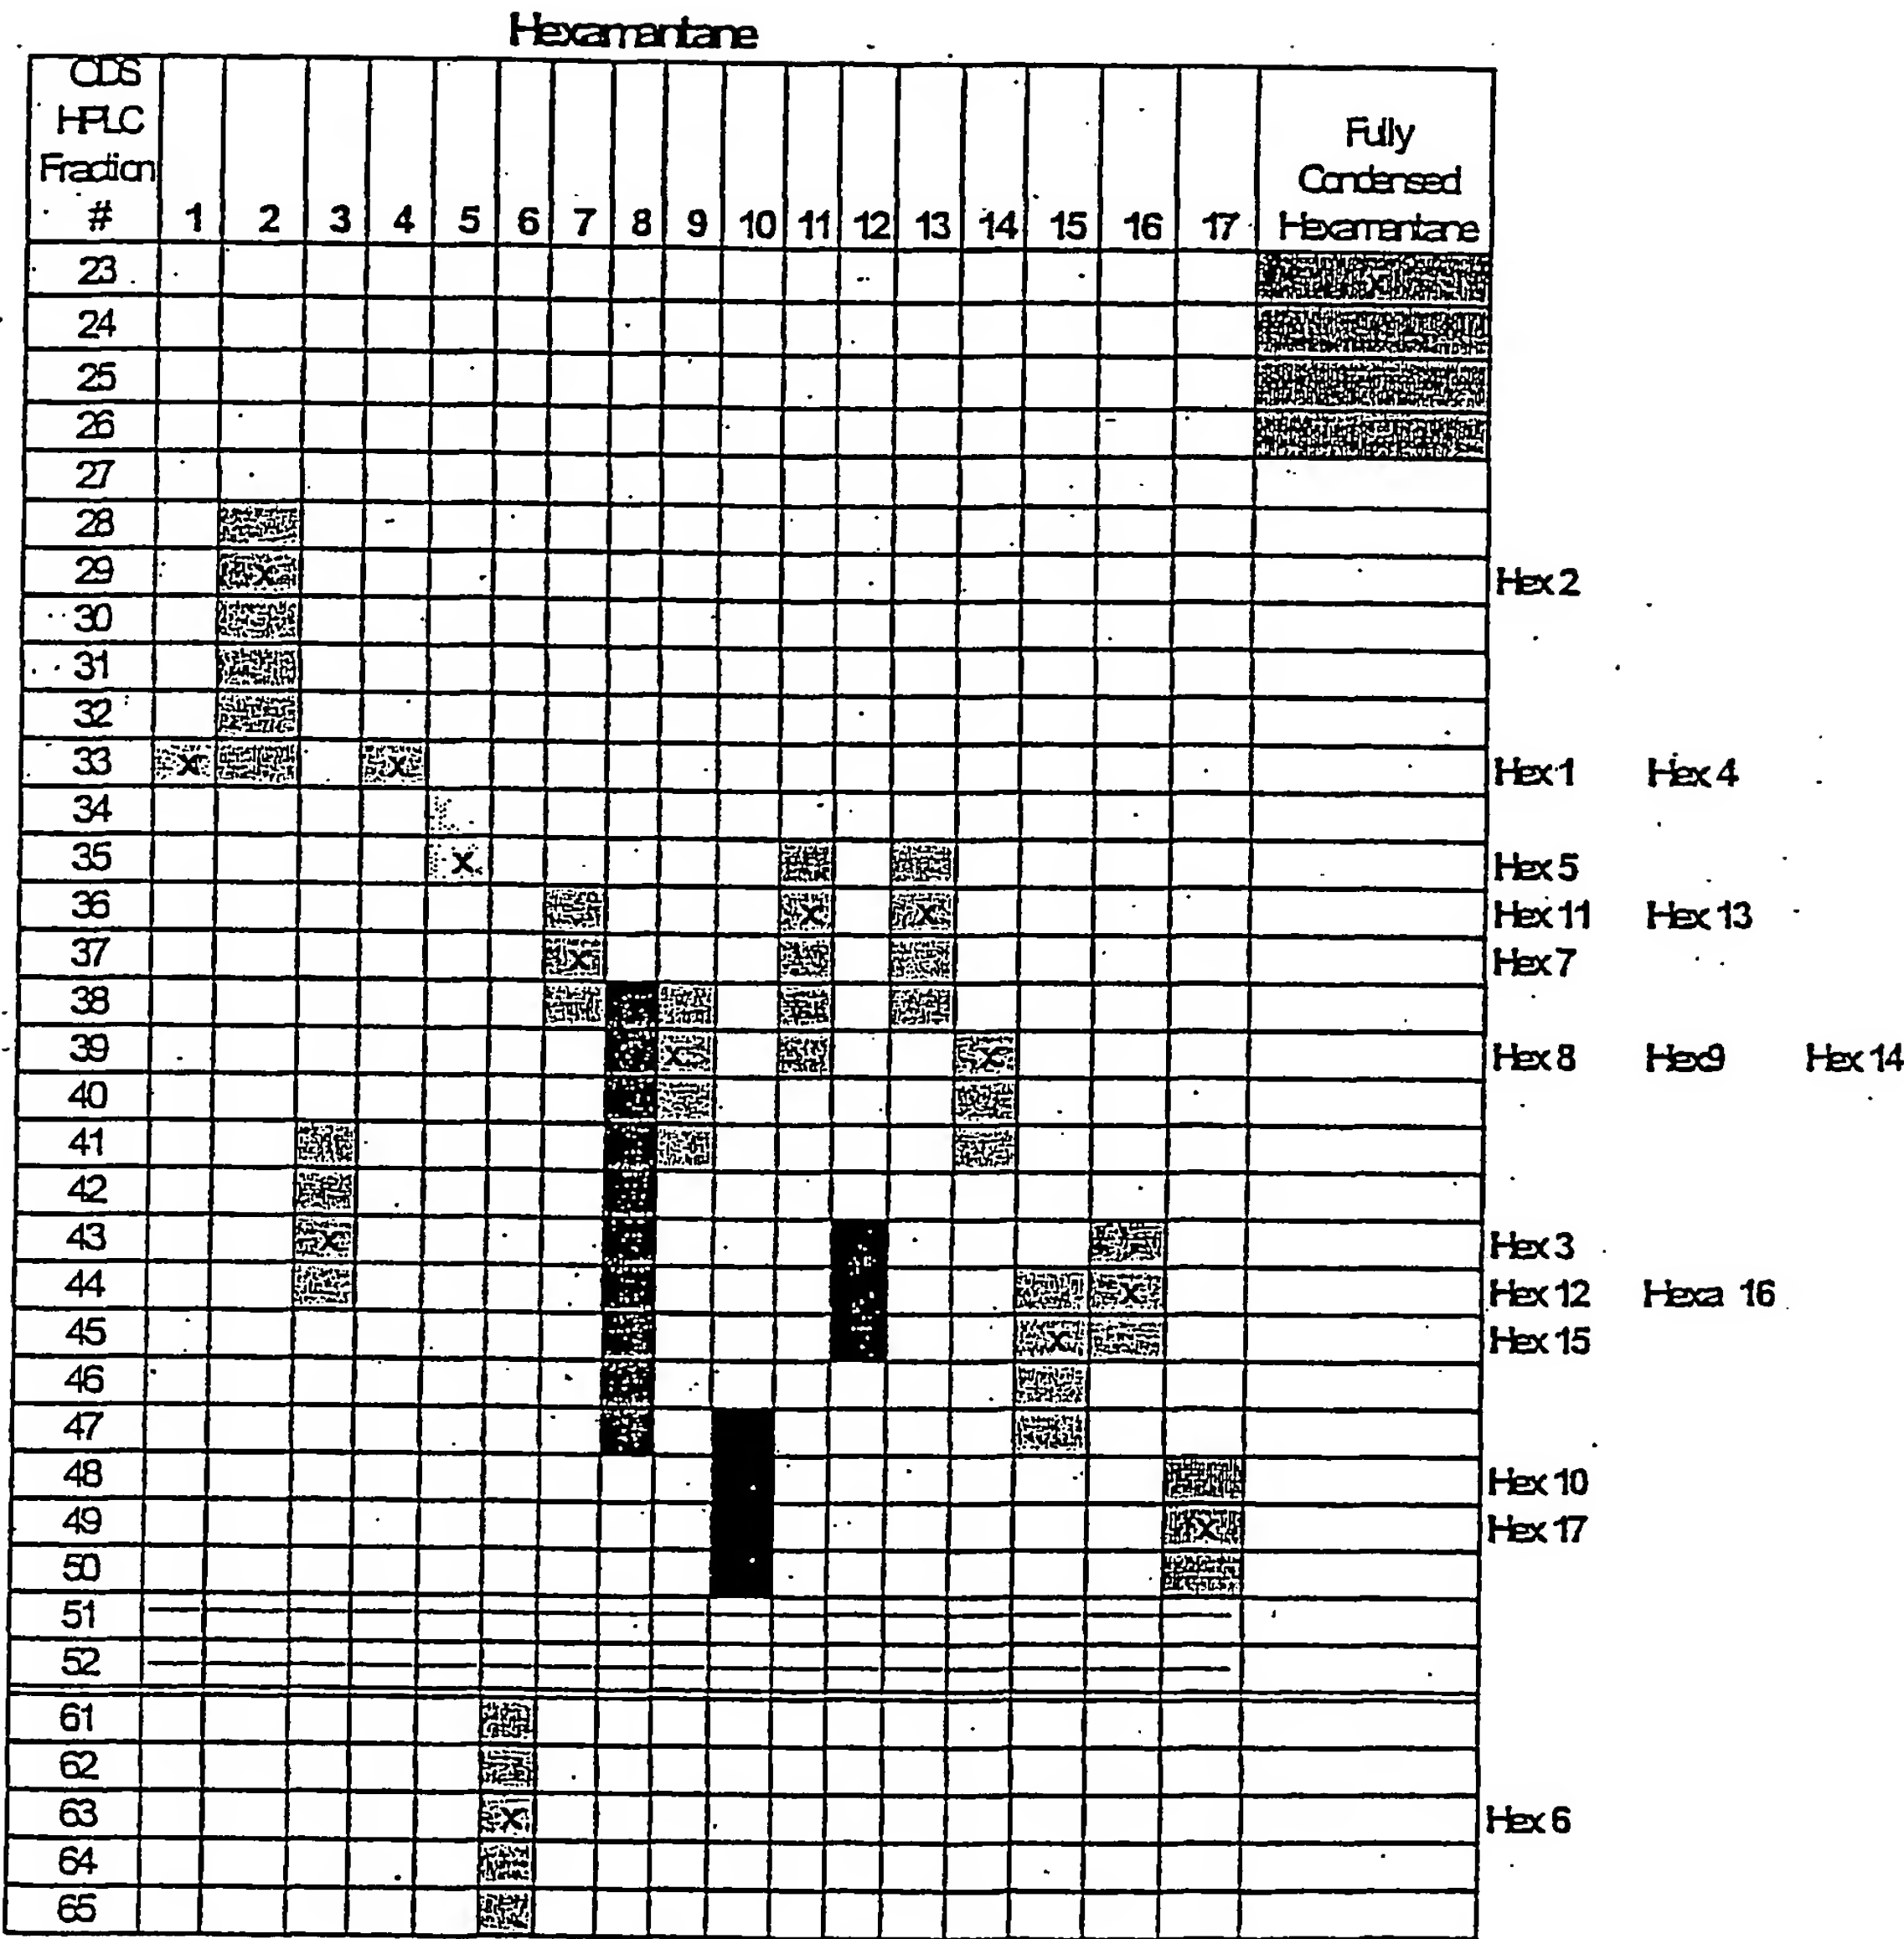 Hexamantane
ODS
HPLC
Fraction
# 1 2 3 4 5 6 7 8 9 10 11 12 13 14 15 16 17
Fully
Condensed
Hexamantane
23 x
24
25
26
27
28
29 x Hex 2
30
31
32
33 x x Hex 1 Hex 4
34
35 x Hex 5
36 x x Hex 11 Hex 13
37 x Hex 7
38
39 x x Hex 8 Hex9 Hex 14
40
41
42
43 x Hex 3
44 x Hex 12 Hexa 16
45 x Hex 15
46
47
48 Hex 10
49 x Hex 17
50
51
52
61
62
63 x Hex 6
64
65